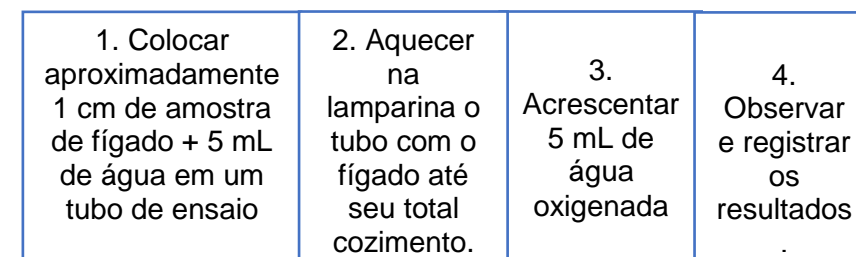 1. Colocar
aproximadamente
1 cm de amostra
de fígado + 5 mL
de água em um
tubo de ensaio
2. Aquecer
na
lamparina o
tubo com o
fígado até
seu total
cozimento.
3.
Acrescentar
5 mL de
água
oxigenada
4.
Observar
e registrar
os
resultados
.